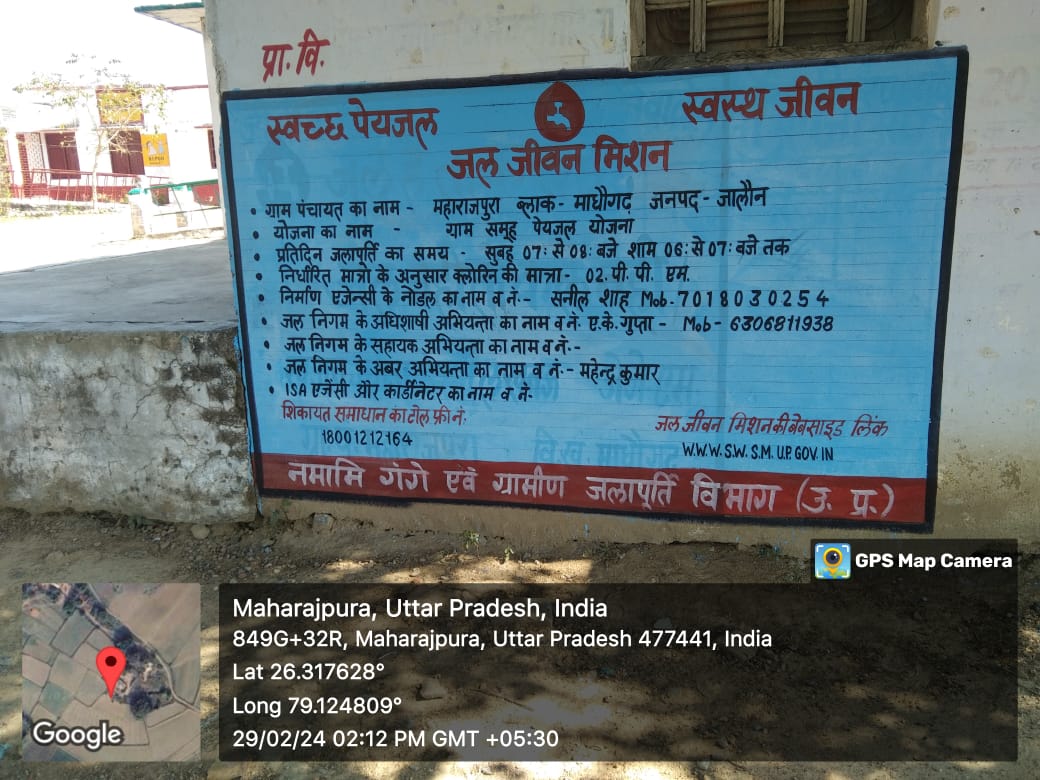 प्रा. वि.
स्वच्छ पेयजल
स्वस्थ जीवन
जल जीवन मिशन
• ग्राम पंचायत का नाम - महाराजपुरा ब्लाक- माधौगढ़ जनपद - जालौन
• योजना का नाम - ग्राम समूह पेयजल योजना
• प्रतिदिन जलापूर्ति का समय - सुबह 07: से 08: बजे शाम 06: से 07: बजे तक
• निर्धारित मात्रा के अनुसार क्लोरिन की मात्रा- 02. पी. पी. एम.
• निर्माण एजेन्सी के नोडल का नाम व नं.- सनील शाह Mob.-7018030254
• जल निगम के अधिशाषी अभियन्ता का नाम व नं. ए.के. गुप्ता - Mob- 6306811938
• जल निगम के सहायक अभियन्ता का नाम व नं.-
• जल निगम के अबर अभियन्ता का नाम व नं.- महेन्द्र कुमार
• ISA एजेंसी और कार्डीनेटर का नाम व नं.
शिकायत समाधान का टोल फ्री नं.
18001212164
जल जीवन मिशन की बेबसाइड लिंक
W.W.W.S.W.S.M.U.P.GOV.IN
नमामि गंगे एवं ग्रामीण जलापूर्ति विभाग (उ. प्र.)
GPS Map Camera
Maharajpura, Uttar Pradesh, India
849G+32R, Maharajpura, Uttar Pradesh 477441, India
Lat 26.317628°
Long 79.124809°
29/02/24 02:12 PM GMT +05:30
Google